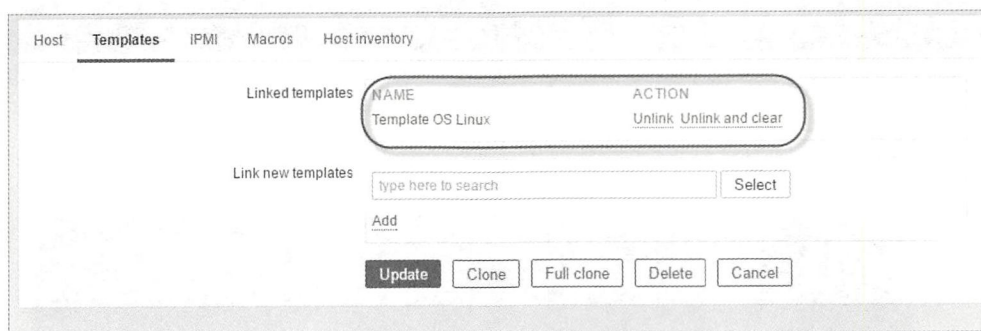 Host Templates IPMI Macros Host inventory
Linked templates NAME ACTION
Template OS Linux Unlink Unlink and clear
Link new templates type here to search Select
Add
Update Clone Full clone Delete Cancel